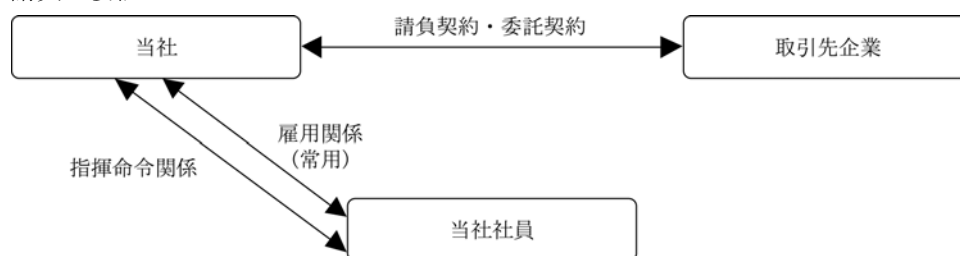 当社
請負契約・委託契約
取引先企業
雇用関係
(常用)
指揮命令関係
当社社員